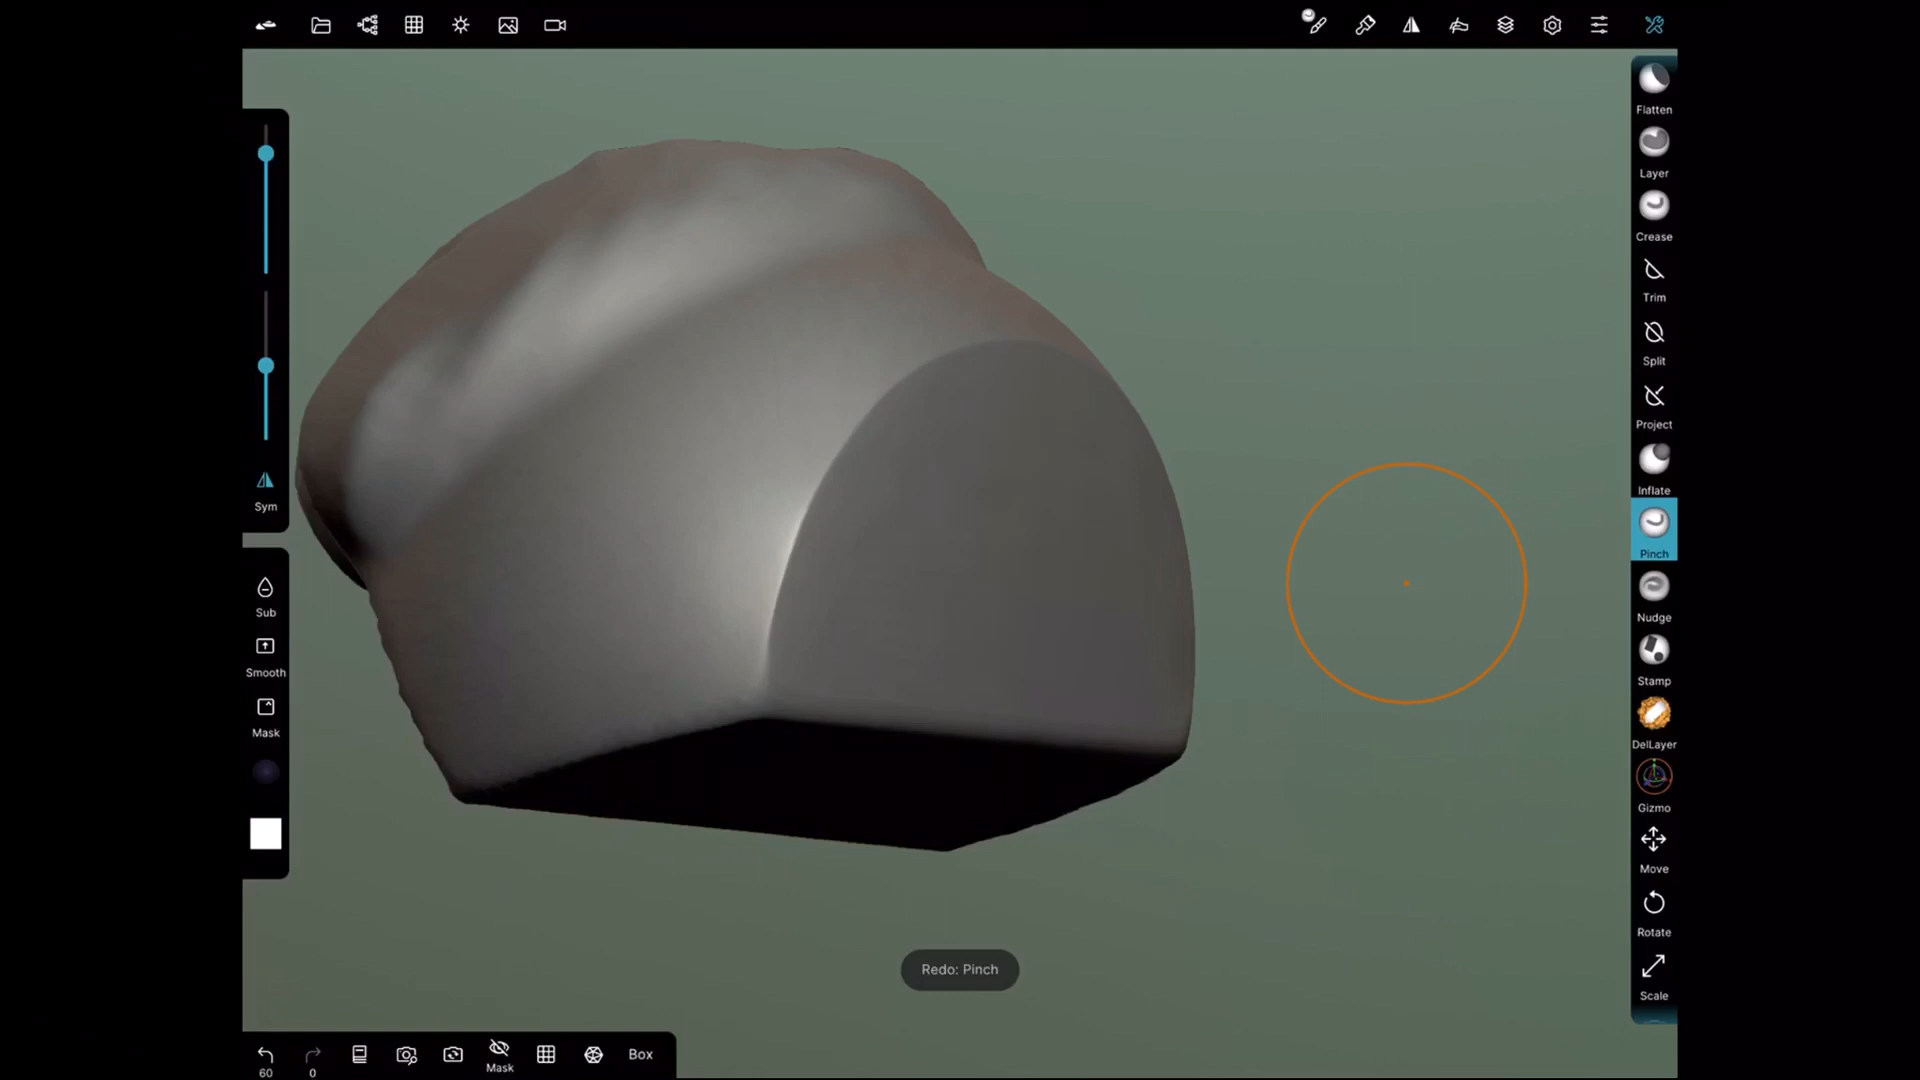 Flatten
Layer
Crease
Trim
Split
Project
Inflate
Pinch
Nudge
Stamp
DelLayer
Gizmo
Move
Rotate
Scale
Sym
Sub
Smooth
Mask
Redo: Pinch
60
0
Mask
Box